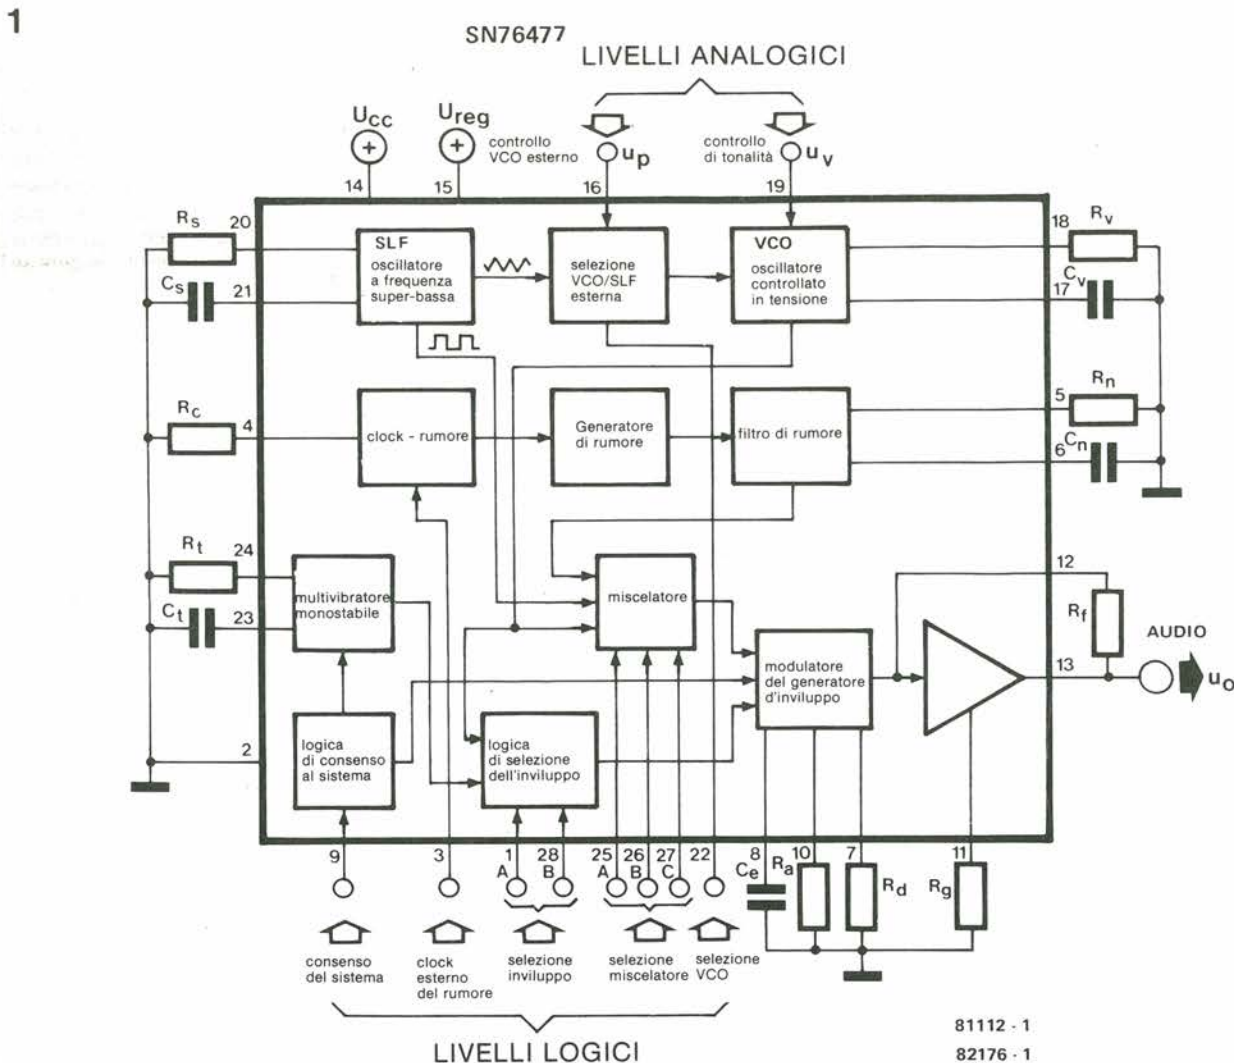 1
SN76477
LIVELLI ANALOGICI
Ucc
Ureg
controllo
VCO esterno
up
controllo
di tonalità
uv
14
15
16
19
Rs
20
18
Rv
SLF
oscillatore
a frequenza
super-bassa
selezione
VCO/SLF
esterna
VCO
oscillatore
controllato
in tensione
Cs
21
Cv
17
Rc
4
clock - rumore
Generatore
di rumore
filtro di rumore
5
Rn
6
Cn
Rt
24
multivibratore
monostabile
miscelatore
12
Ct
23
Rf
AUDIO
modulatore
del generatore
d'inviluppo
13
uo
2
logica
di consenso
al sistema
logica
di selezione
dell'inviluppo
9
3
1
A
28
B
25
A
26
B
27
C
22
8
Ce
Ra
10
7
Rd
11
Rg
consenso
del sistema
clock
esterno
del rumore
selezione
inviluppo
selezione
miscelatore
selezione
VCO
LIVELLI LOGICI
81112 - 1
82176 - 1